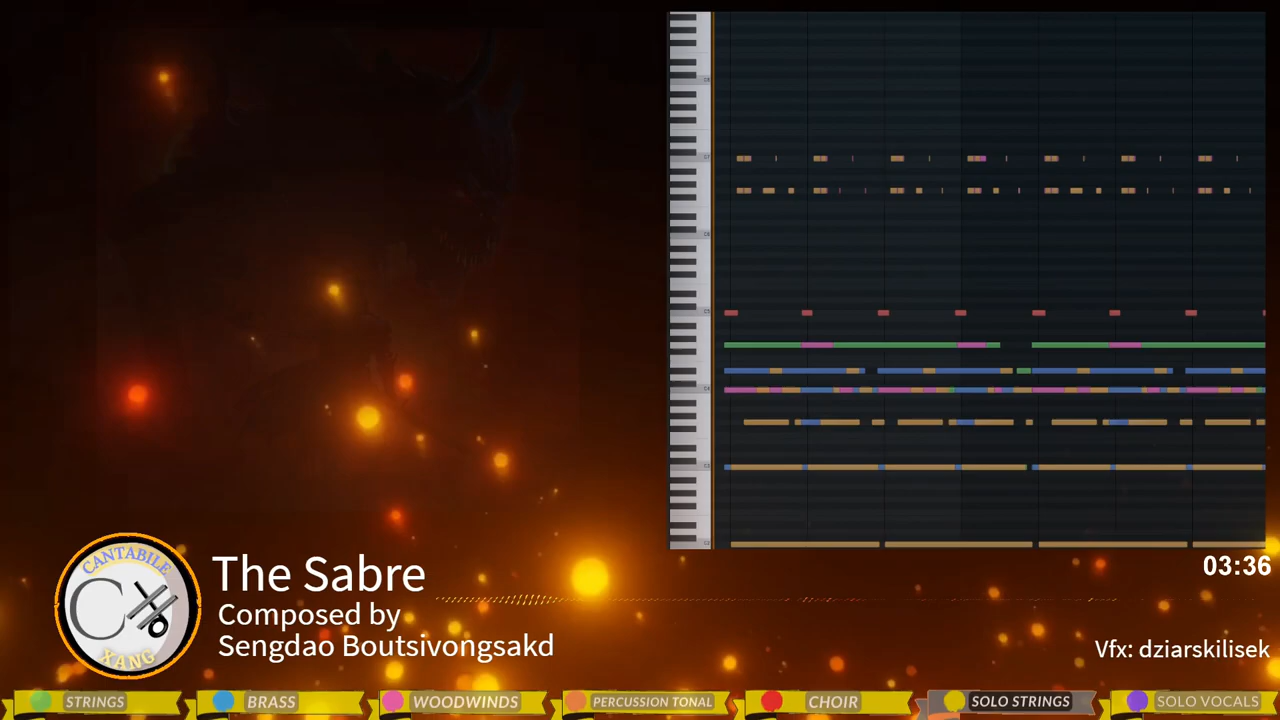 CANTABILE
XANG
The Sabre
Composed by
Sengdao Boutsivongsakd
03:36
Vfx: dziarskilisek
STRINGS
BRASS
WOODWINDS
PERCUSSION TONAL
CHOIR
SOLO STRINGS
SOLO VOCALS